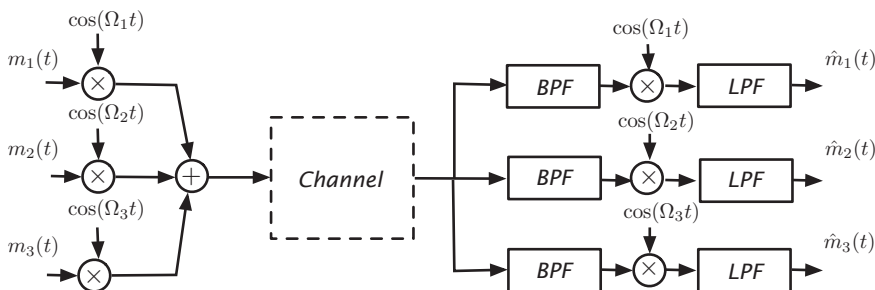 cos(Ω₁t)
m₁(t)
×
cos(Ω₂t)
m₂(t)
×
cos(Ω₃t)
m₃(t)
×
+
Channel
BPF
cos(Ω₁t)
×
LPF
m̂₁(t)
BPF
cos(Ω₂t)
×
LPF
m̂₂(t)
BPF
cos(Ω₃t)
×
LPF
m̂₃(t)